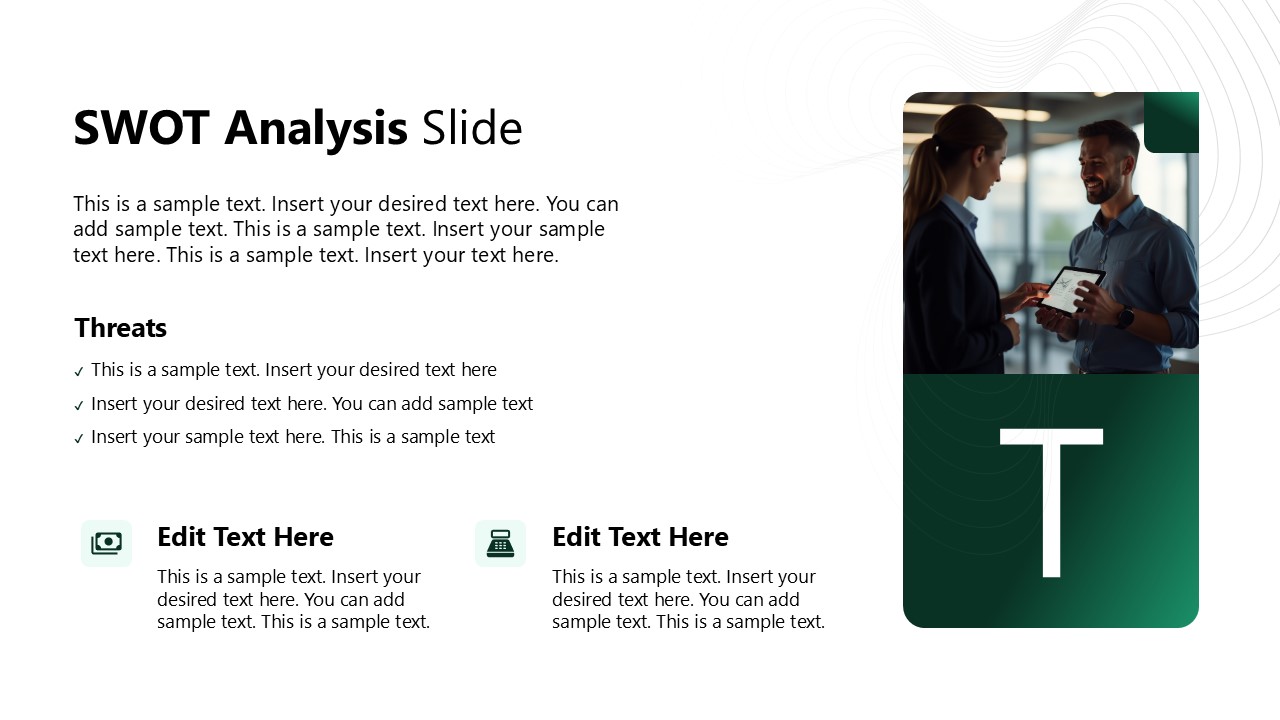 SWOT Analysis Slide
This is a sample text. Insert your desired text here. You can
add sample text. This is a sample text. Insert your sample
text here. This is a sample text. Insert your text here.
Threats
✓ This is a sample text. Insert your desired text here
✓ Insert your desired text here. You can add sample text
✓ Insert your sample text here. This is a sample text
Edit Text Here
This is a sample text. Insert your
desired text here. You can add
sample text. This is a sample text.
Edit Text Here
This is a sample text. Insert your
desired text here. You can add
sample text. This is a sample text.
T